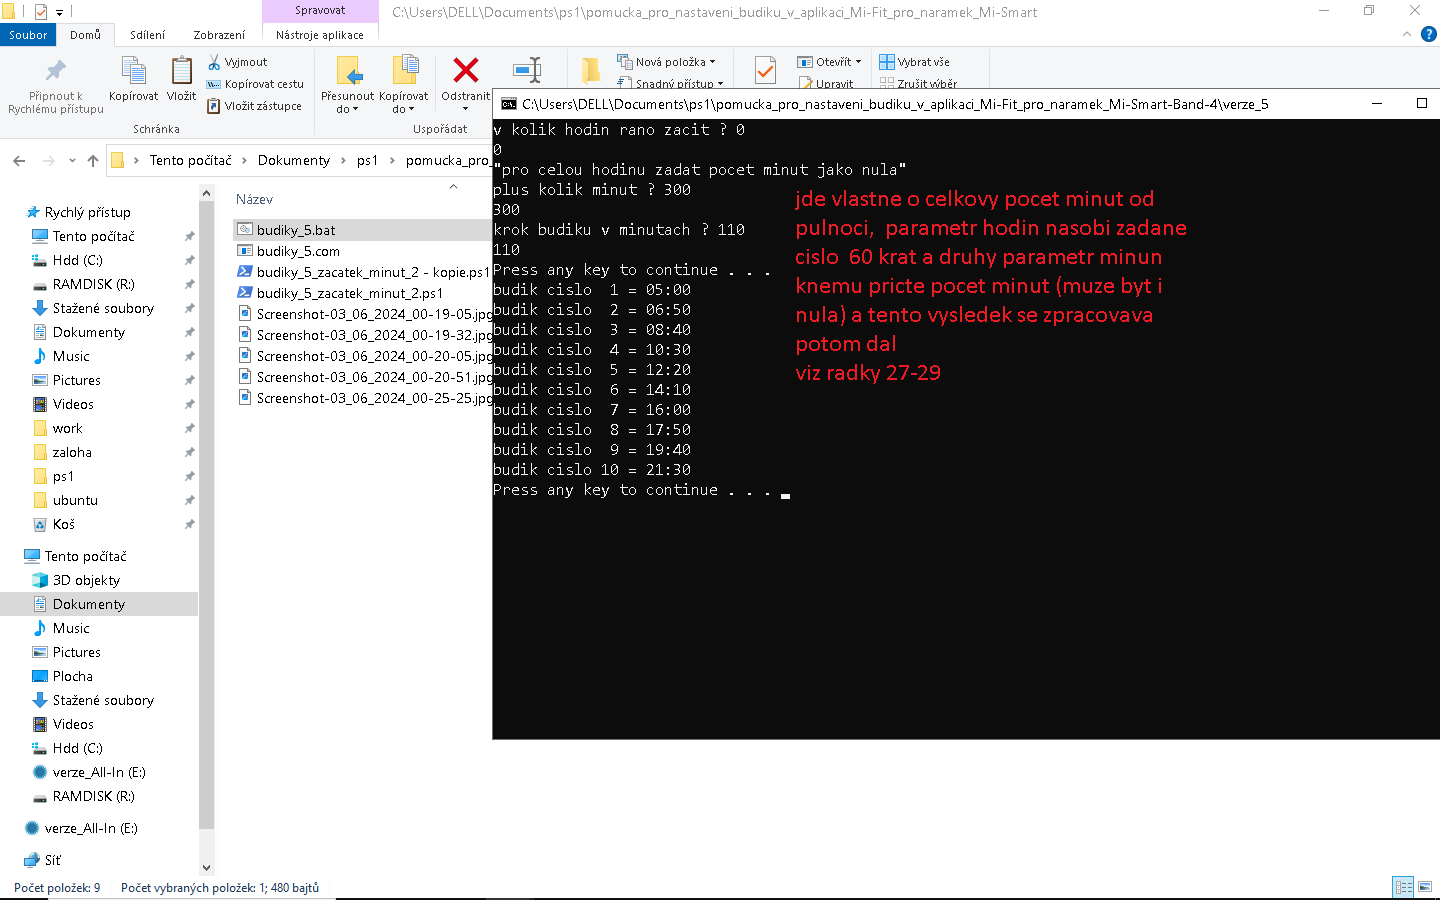 Spravovat
C:\Users\DELL\Documents\ps1\pomucka_pro_nastaveni_budiku_v_aplikaci_Mi-Fit_pro_naramek_Mi-Smart
Soubor
Domů
Sdílení
Zobrazení
Nástroje aplikace
Připnout k
Rychlému přístupu
Kopírovat
Vložit
Vyjmout
Kopírovat cestu
Vložit zástupce
Schránka
Přesunout
do
Kopírovat
do
Odstranit
Uspořádat
Nová položka
Snadný přístup
Otevřít
Upravit
Vybrat vše
Zrušit výběr
Tento počítač
Dokumenty
ps1
pomucka_pro_
Rychlý přístup
Tento počítač
Hdd (C:)
RAMDISK (R:)
Stažené soubory
Dokumenty
Music
Pictures
Videos
work
zaloha
ps1
ubuntu
Koš
Tento počítač
3D objekty
Dokumenty
Music
Pictures
Plocha
Stažené soubory
Videos
Hdd (C:)
verze_All-In (E:)
RAMDISK (R:)
verze_All-In (E:)
Síť
Název
budiky_5.bat
budiky_5.com
budiky_5_zacatek_minut_2 - kopie.ps1
budiky_5_zacatek_minut_2.ps1
Screenshot-03_06_2024_00-19-05.jpg
Screenshot-03_06_2024_00-19-32.jpg
Screenshot-03_06_2024_00-20-05.jpg
Screenshot-03_06_2024_00-20-51.jpg
Screenshot-03_06_2024_00-25-25.jpg
C:\Users\DELL\Documents\ps1\pomucka_pro_nastaveni_budiku_v_aplikaci_Mi-Fit_pro_naramek_Mi-Smart-Band-4\verze_5
v kolik hodin rano zacit ? 0
0
"pro celou hodinu zadat pocet minut jako nula"
plus kolik minut ? 300
300
krok budiku v minutach ? 110
110
Press any key to continue . . .
budik cislo  1 = 05:00
budik cislo  2 = 06:50
budik cislo  3 = 08:40
budik cislo  4 = 10:30
budik cislo  5 = 12:20
budik cislo  6 = 14:10
budik cislo  7 = 16:00
budik cislo  8 = 17:50
budik cislo  9 = 19:40
budik cislo 10 = 21:30
Press any key to continue . . .
jde vlastne o celkovy pocet minut od
pulnoci,  parametr hodin nasobi zadane
cislo  60 krat a druhy parametr minun
knemu pricte pocet minut (muze byt i
nula) a tento vysledek se zpracovava
potom dal
viz radky 27-29
Počet položek: 9
Počet vybraných položek: 1; 480 bajtů